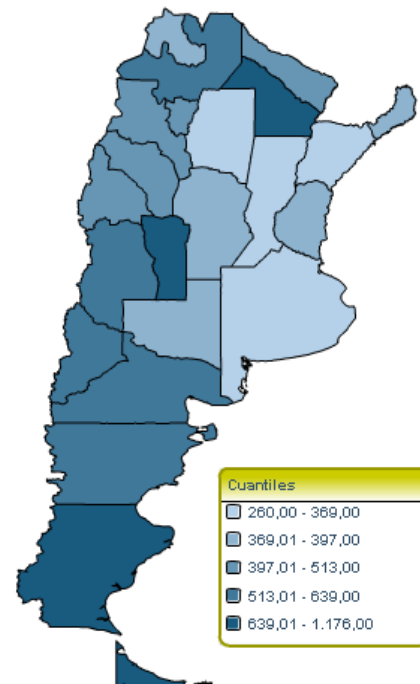 Cuantiles
260,00 - 369,00
369,01 - 397,00
397,01 - 513,00
513,01 - 639,00
639,01 - 1.176,00